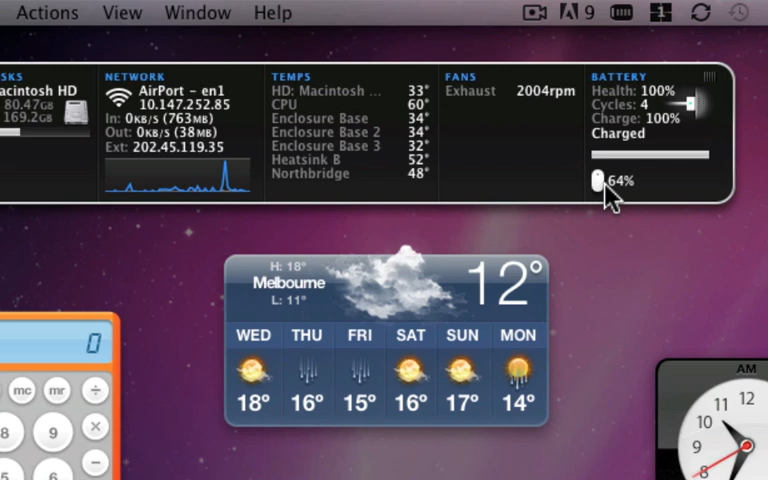 Actions View Window Help 9 1
SKS
acintosh HD
80.47GB
169.2GB
NETWORK
AirPort - en1
10.147.252.85
In: 0KB/S (763MB)
Out: 0KB/S (38MB)
Ext: 202.45.119.35
TEMPS
HD: Macintosh ... 33°
CPU 60°
Enclosure Base 34°
Enclosure Base 2 34°
Enclosure Base 3 32°
Heatsink B 52°
Northbridge 48°
FANS
Exhaust 2004rpm
BATTERY
Health: 100%
Cycles: 4
Charge: 100%
Charged
64%
H: 18°
Melbourne
L: 11°
12°
WED THU FRI SAT SUN MON
18° 16° 15° 16° 17° 14°
0
mc mr ÷
8 9 ×
5 6 −
AM
11 12
10
9
8